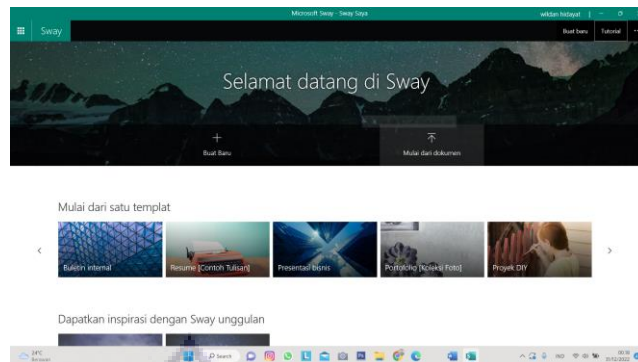 Microsoft Sway - Sway Saya
wildan hidayat
Sway
Buat baru
Tutorial
Selamat datang di Sway
Buat Baru
Mulai dari dokumen
Mulai dari satu templat
Buletin internal
Resume [Contoh Tulisan]
Presentasi bisnis
Portofolio [Koleksi Foto]
Proyek DIY
Dapatkan inspirasi dengan Sway unggulan
24°C
Berawan
Search